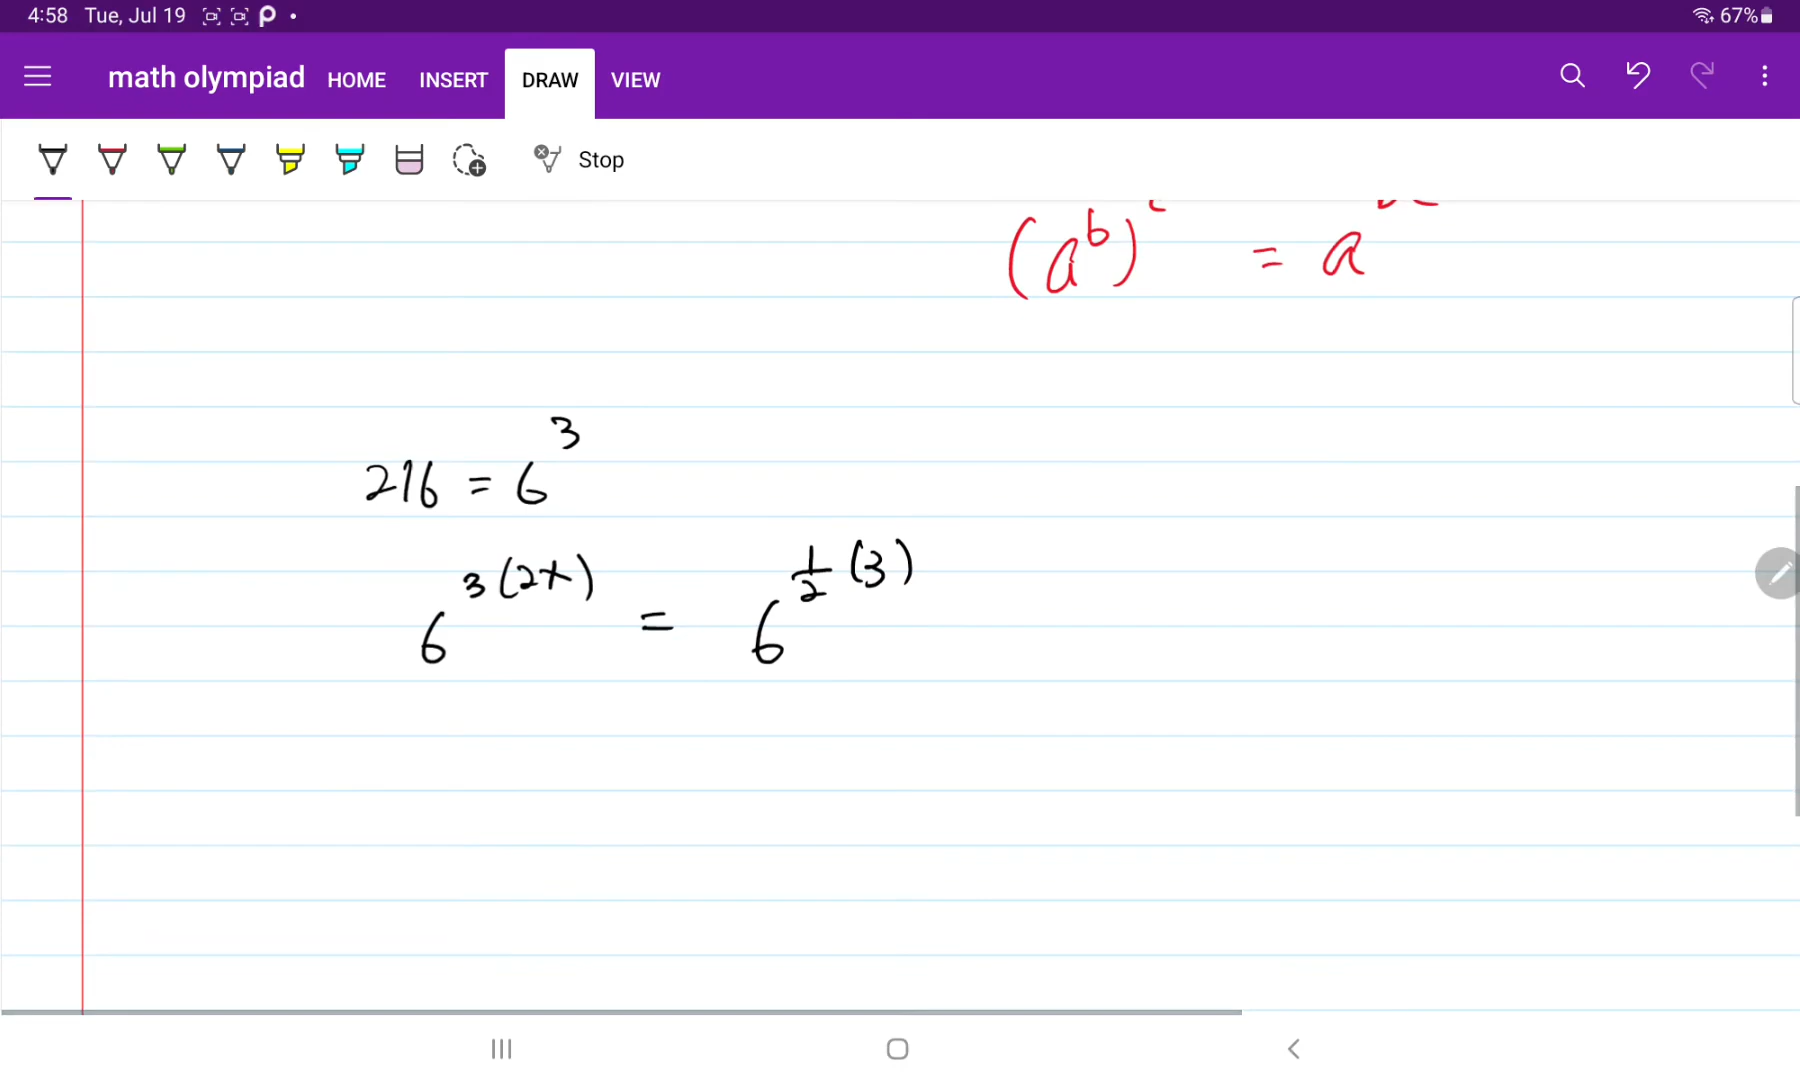 4:58 Tue, Jul 19 67%
math olympiad HOME INSERT DRAW VIEW
Stop
(a^b) = a
216 = 6^3
6^{3(2x)} = 6^{\frac{1}{2}(3)}